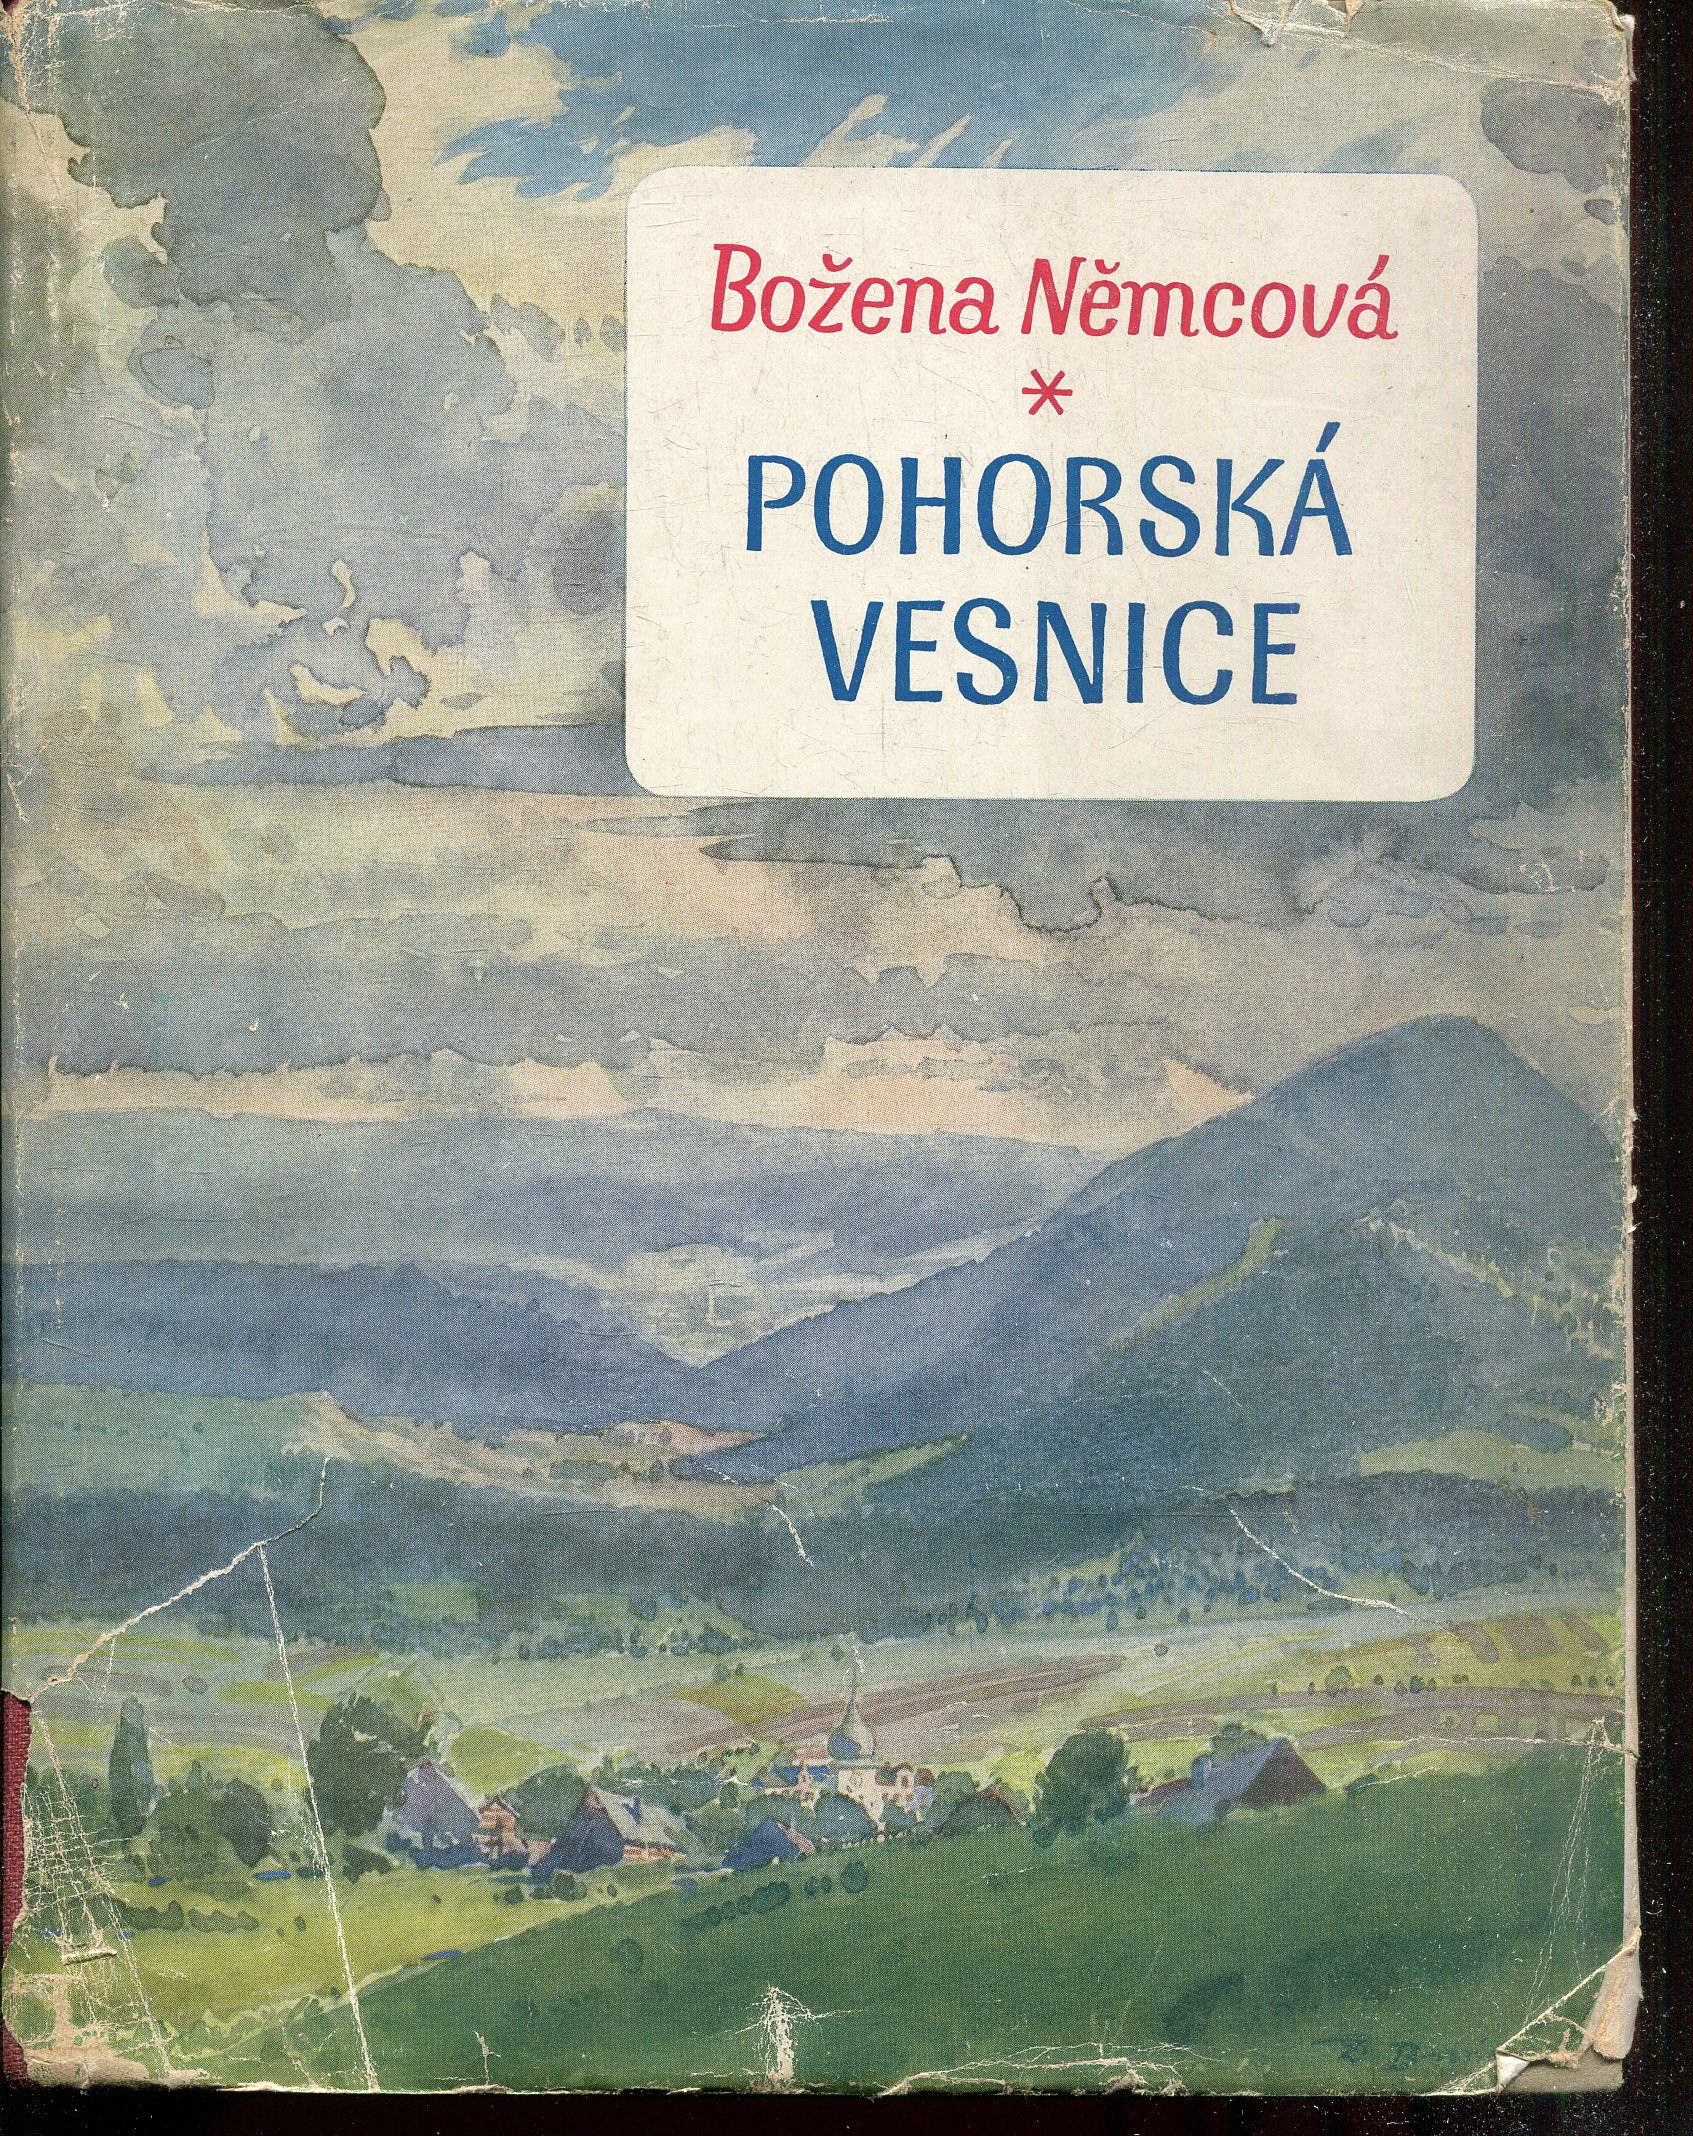 Božena Němcová
*
POHORSKÁ
VESNICE